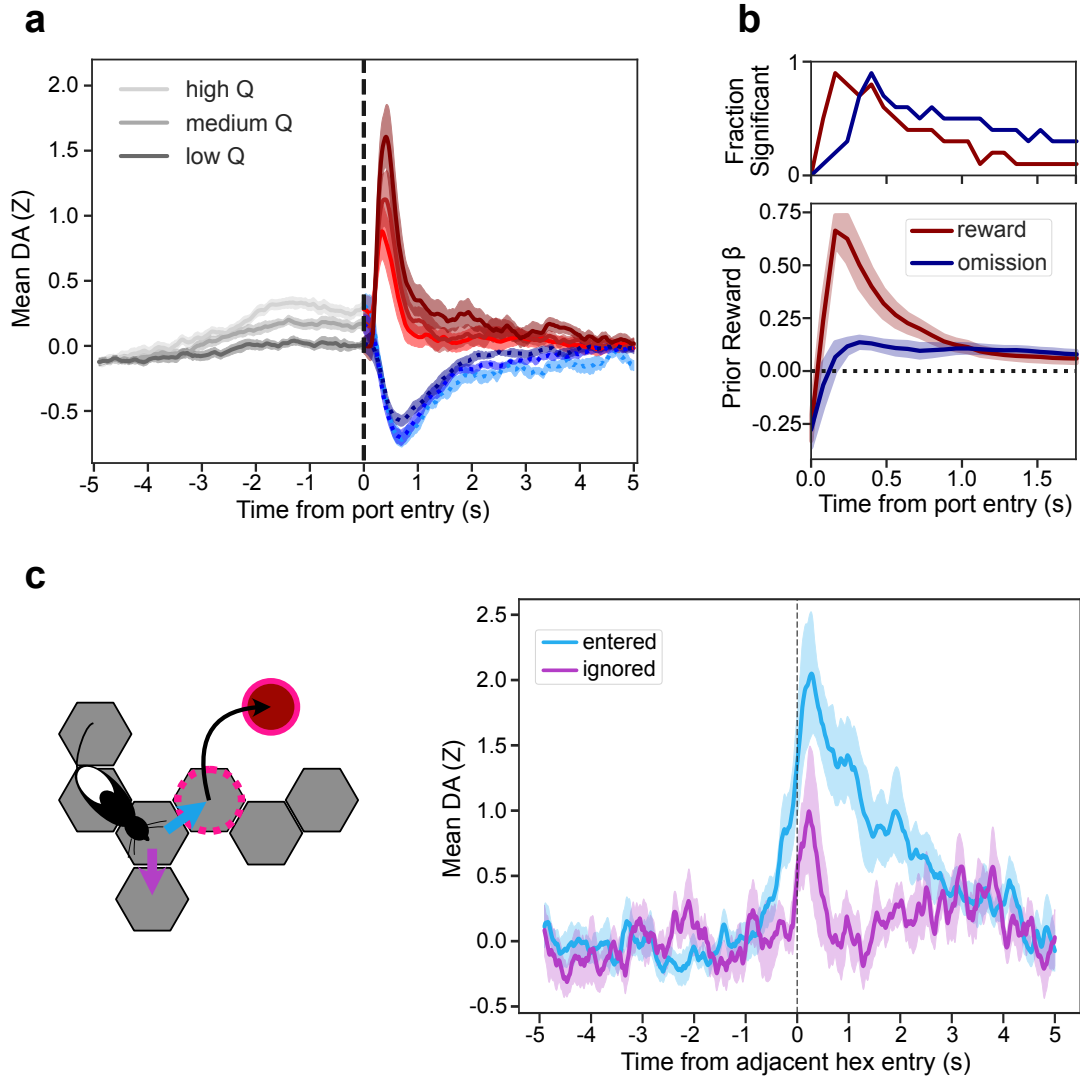 a
2.0
1.5
1.0
0.5
0.0
-0.5
Mean DA (Z)
high Q
medium Q
low Q
-5 -4 -3 -2 -1 0 1 2 3 4 5
Time from port entry (s)
b
1
0
Fraction
Significant
0.75
0.50
0.25
0.00
-0.25
Prior Reward β
reward
omission
0.0 0.5 1.0 1.5
Time from port entry (s)
c
2.5
2.0
1.5
1.0
0.5
0.0
-0.5
Mean DA (Z)
entered
ignored
-5 -4 -3 -2 -1 0 1 2 3 4 5
Time from adjacent hex entry (s)